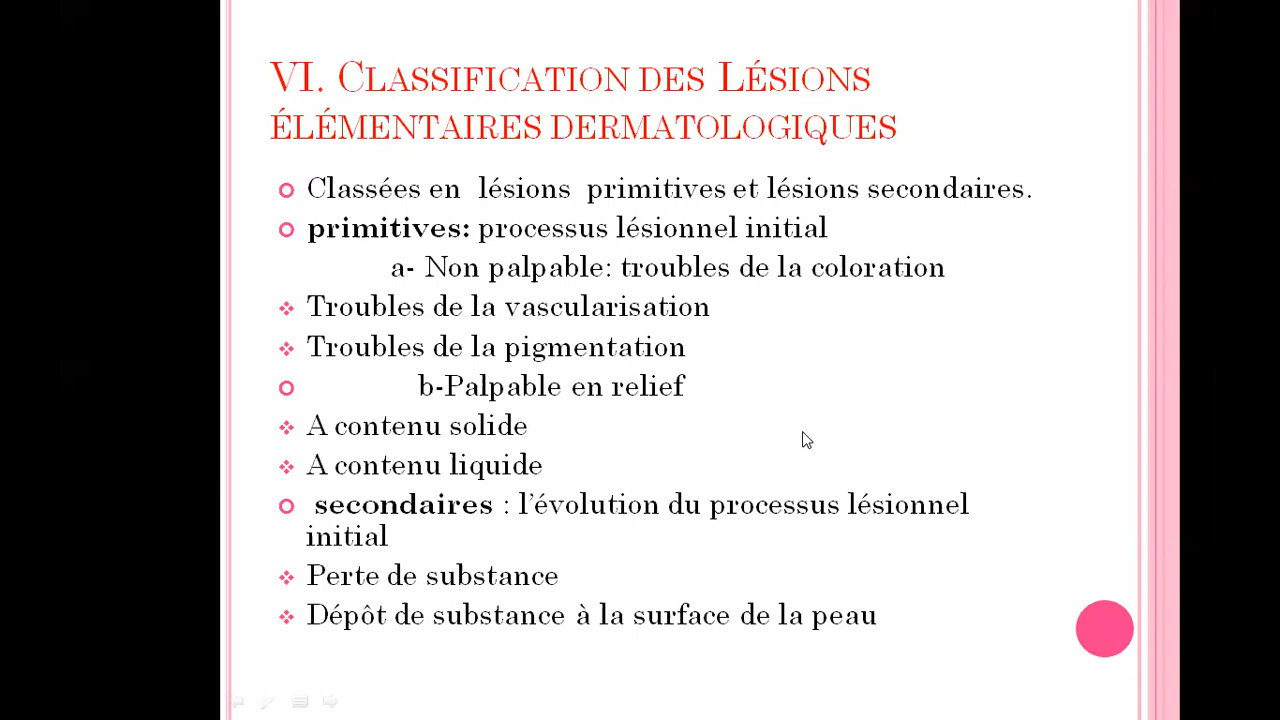 VI. Classification des Lésions
élémentaires dermatologiques
Classées en lésions primitives et lésions secondaires.
primitives: processus lésionnel initial
a- Non palpable: troubles de la coloration
Troubles de la vascularisation
Troubles de la pigmentation
b-Palpable en relief
A contenu solide
A contenu liquide
secondaires : l’évolution du processus lésionnel
initial
Perte de substance
Dépôt de substance à la surface de la peau